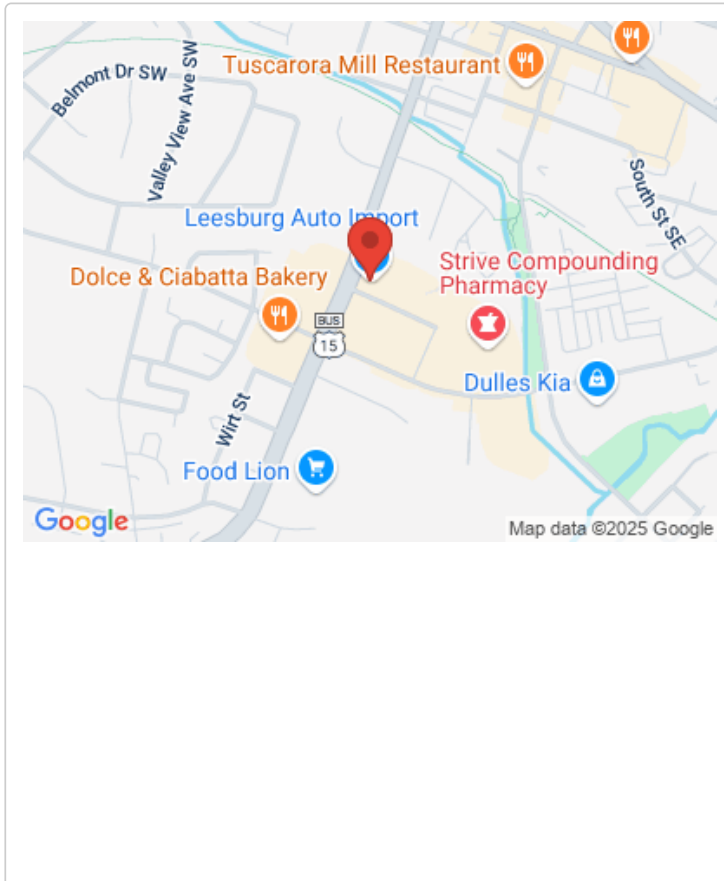 Tuscarora Mill Restaurant
Belmont Dr SW
Valley View Ave SW
South St SE
Leesburg Auto Import
Dolce & Ciabatta Bakery
Strive Compounding
Pharmacy
BUS
15
Dulles Kia
Wirt St
Food Lion
Google
Map data ©2025 Google